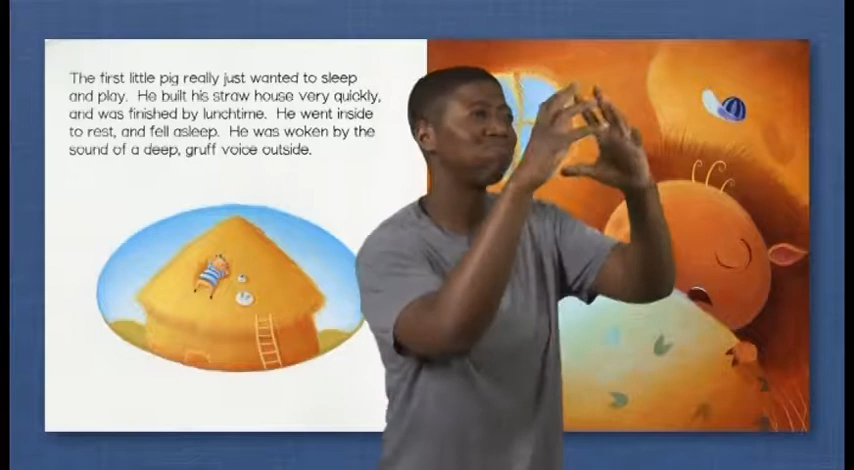 The first little pig really just wanted to sleep
and play. He built his straw house very quickly,
and was finished by lunchtime. He went inside
to rest, and fell asleep. He was woken by the
sound of a deep, gruff voice outside.